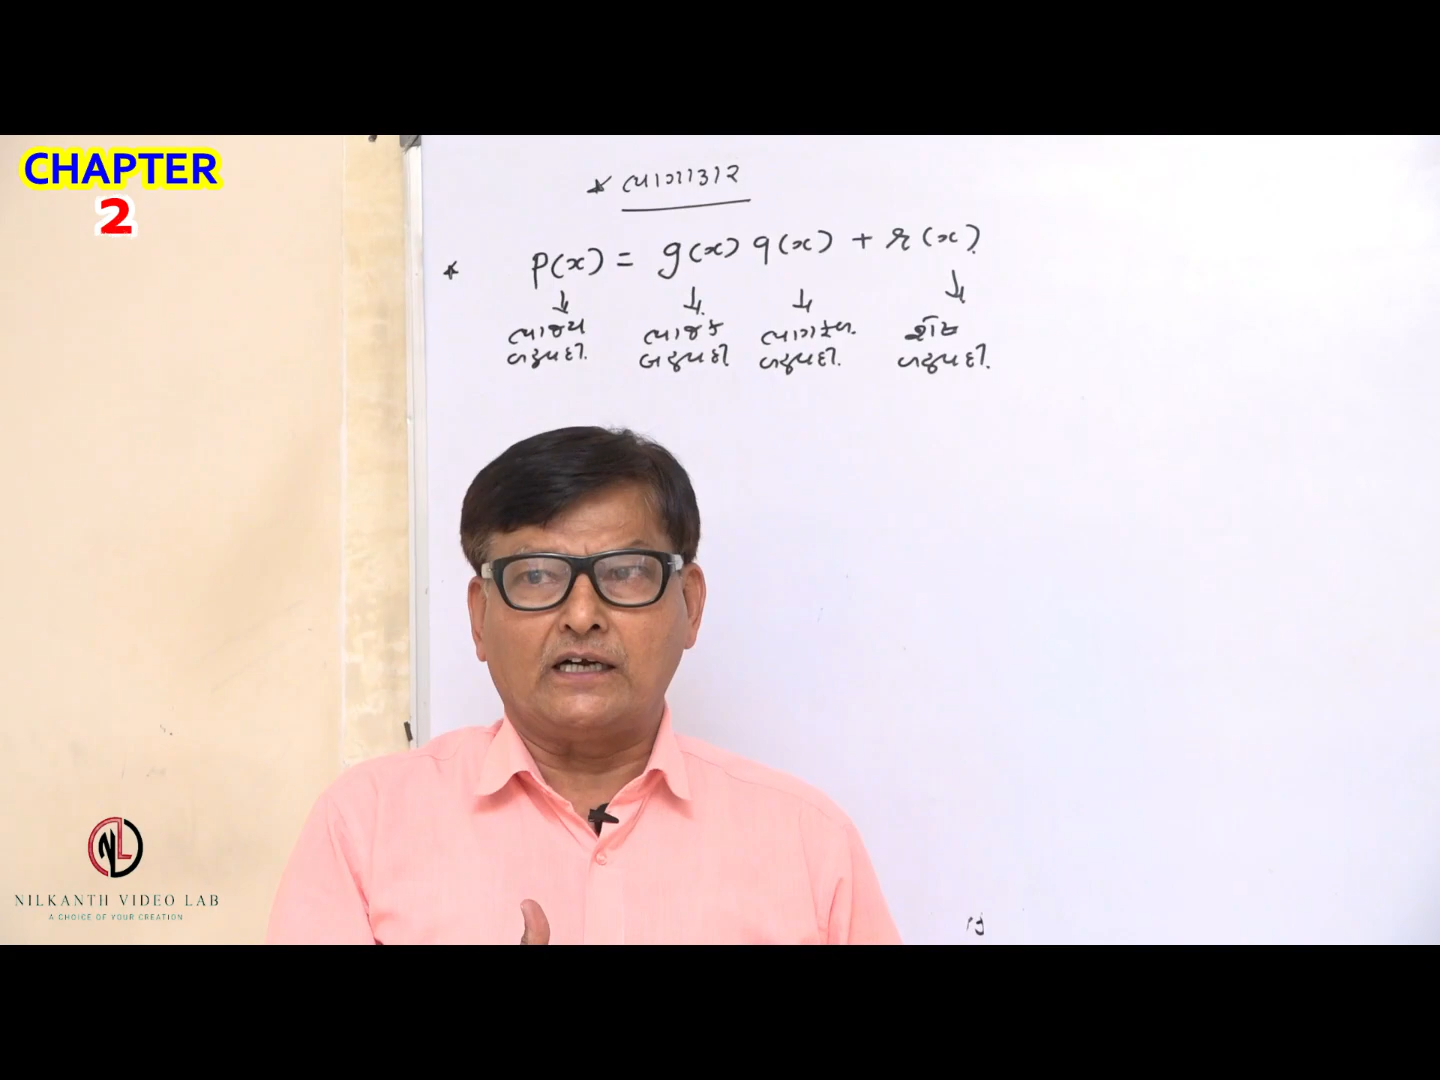 CHAPTER
2
* ભાગાકાર
* p(x) = g(x) q(x) + r(x)
ભાજ્ય ભાજક ભાગફળ શેષ
બહુપદી. બહુપદી બહુપદી. બહુપદી.
NL
NILKANTH VIDEO LAB
A CHOICE OF YOUR CREATION